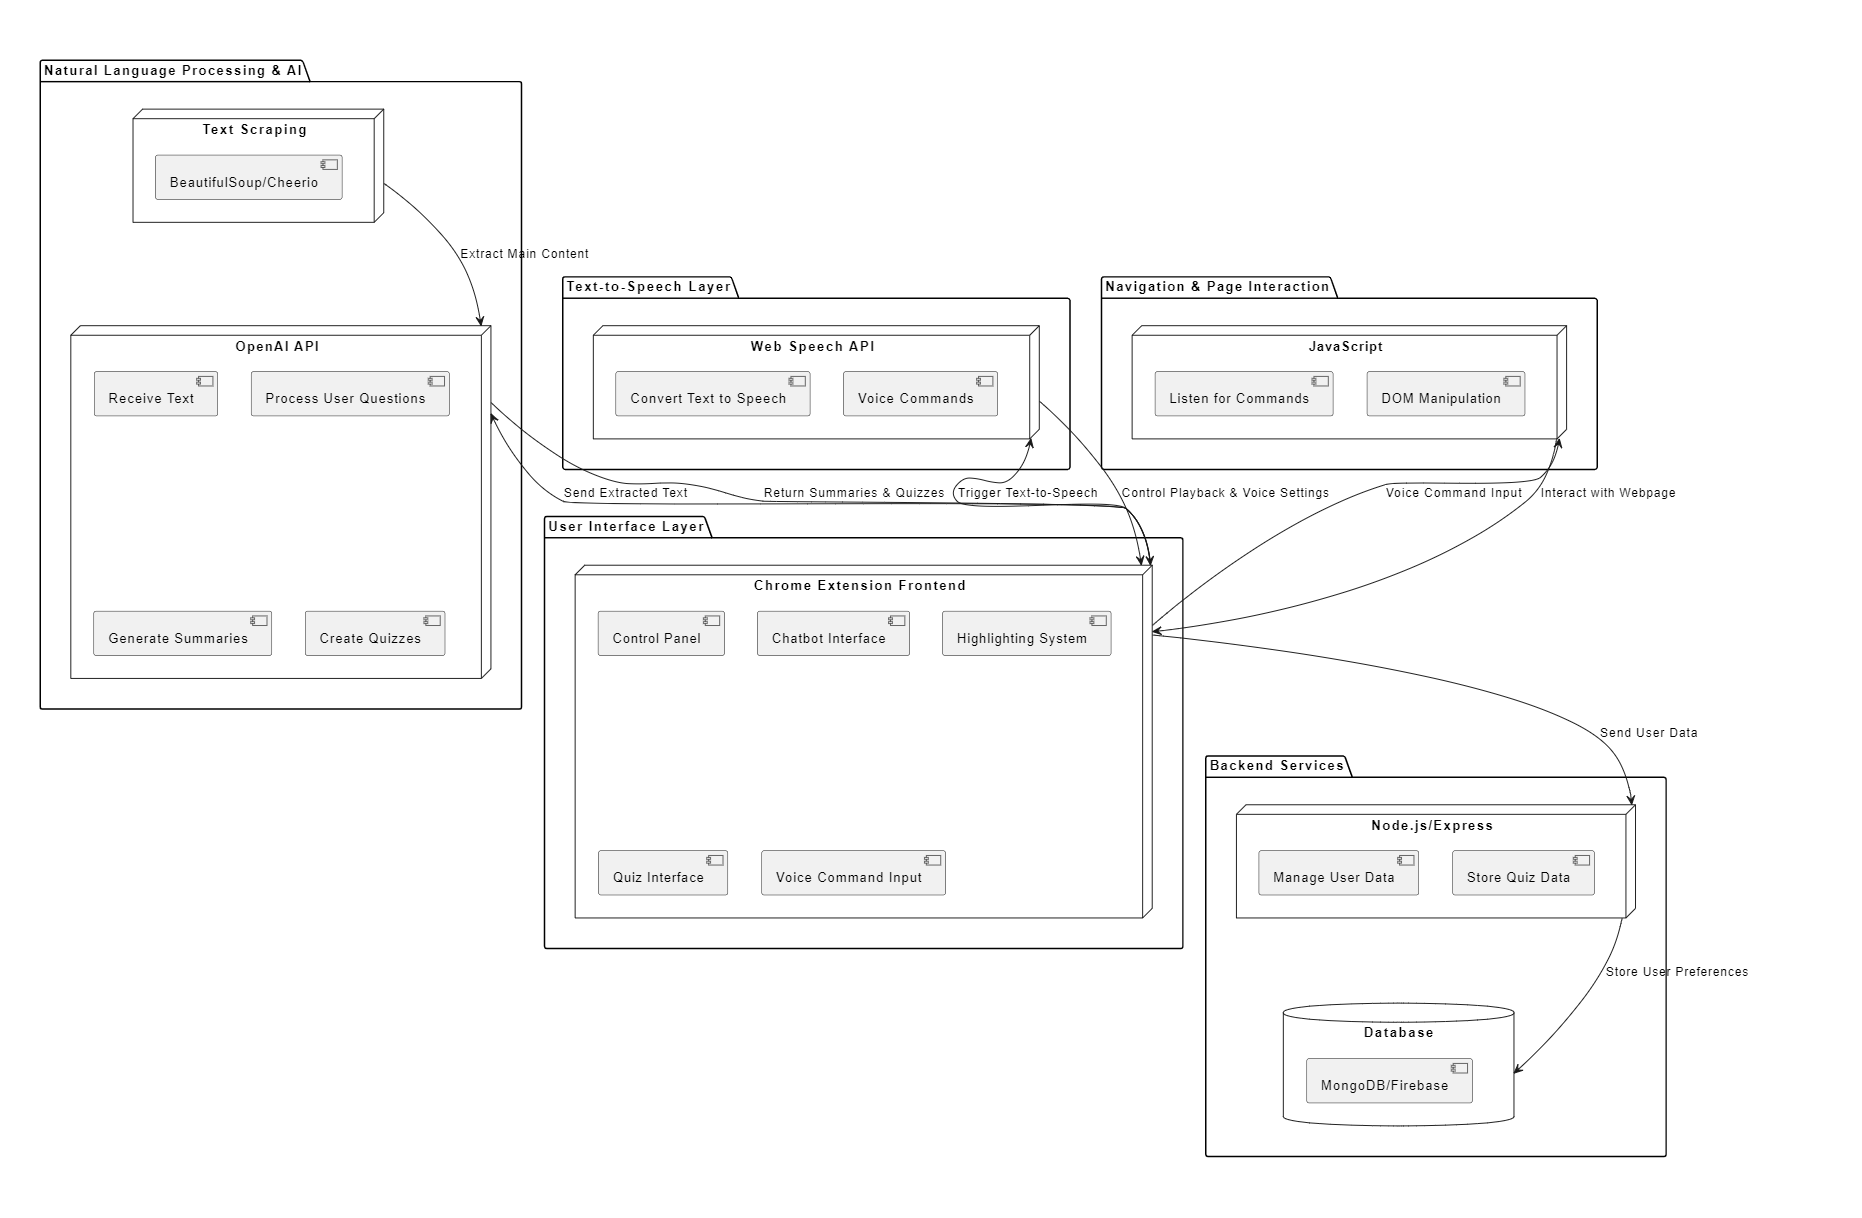 Natural Language Processing & AI
Text Scraping
BeautifulSoup/Cheerio
Extract Main Content
OpenAI API
Receive Text
Process User Questions
Generate Summaries
Create Quizzes
Text-to-Speech Layer
Web Speech API
Convert Text to Speech
Voice Commands
Navigation & Page Interaction
JavaScript
Listen for Commands
DOM Manipulation
Send Extracted Text
Return Summaries & Quizzes
Trigger Text-to-Speech
Control Playback & Voice Settings
Voice Command Input
Interact with Webpage
User Interface Layer
Chrome Extension Frontend
Control Panel
Chatbot Interface
Highlighting System
Quiz Interface
Voice Command Input
Send User Data
Backend Services
Node.js/Express
Manage User Data
Store Quiz Data
Store User Preferences
Database
MongoDB/Firebase